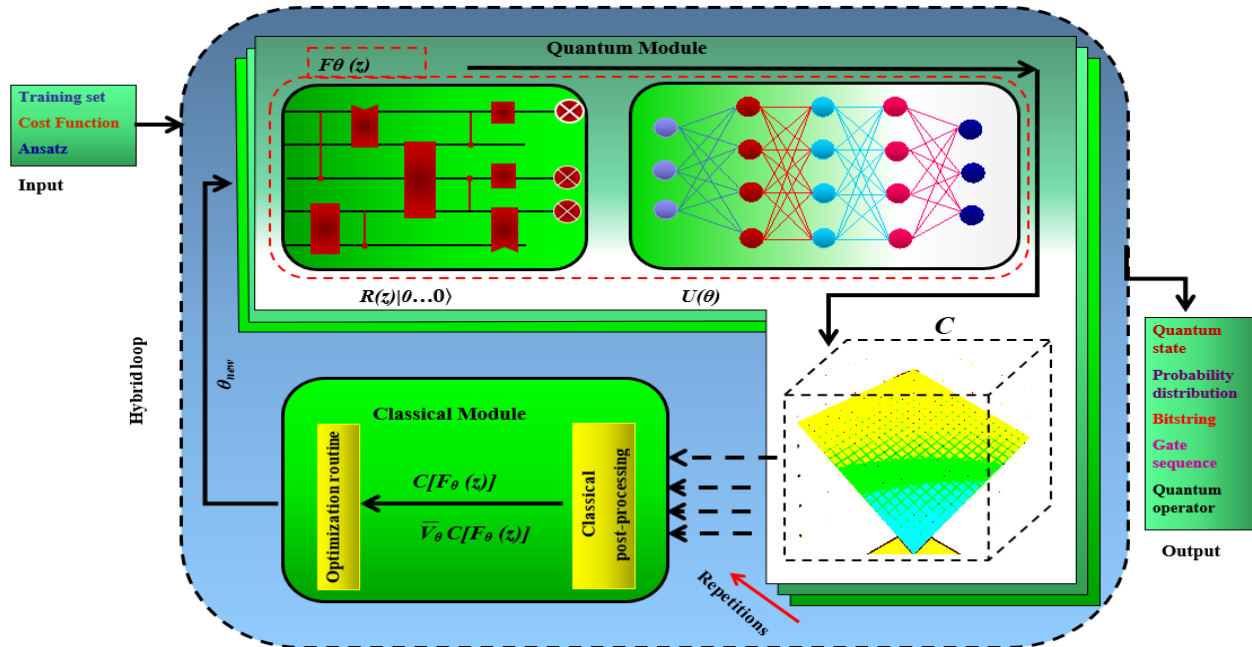 Quantum Module
Fθ (z)
Training set
Cost Function
Ansatz
Input
R(z)|0...0⟩
U(θ)
C
Hybrid loop
θnew
Classical Module
Optimization routine
C[Fθ (z)]
V̅θ C[Fθ (z)]
Classical
post-processing
Repetitions
Quantum
state
Probability
distribution
Bitstring
Gate
sequence
Quantum
operator
Output